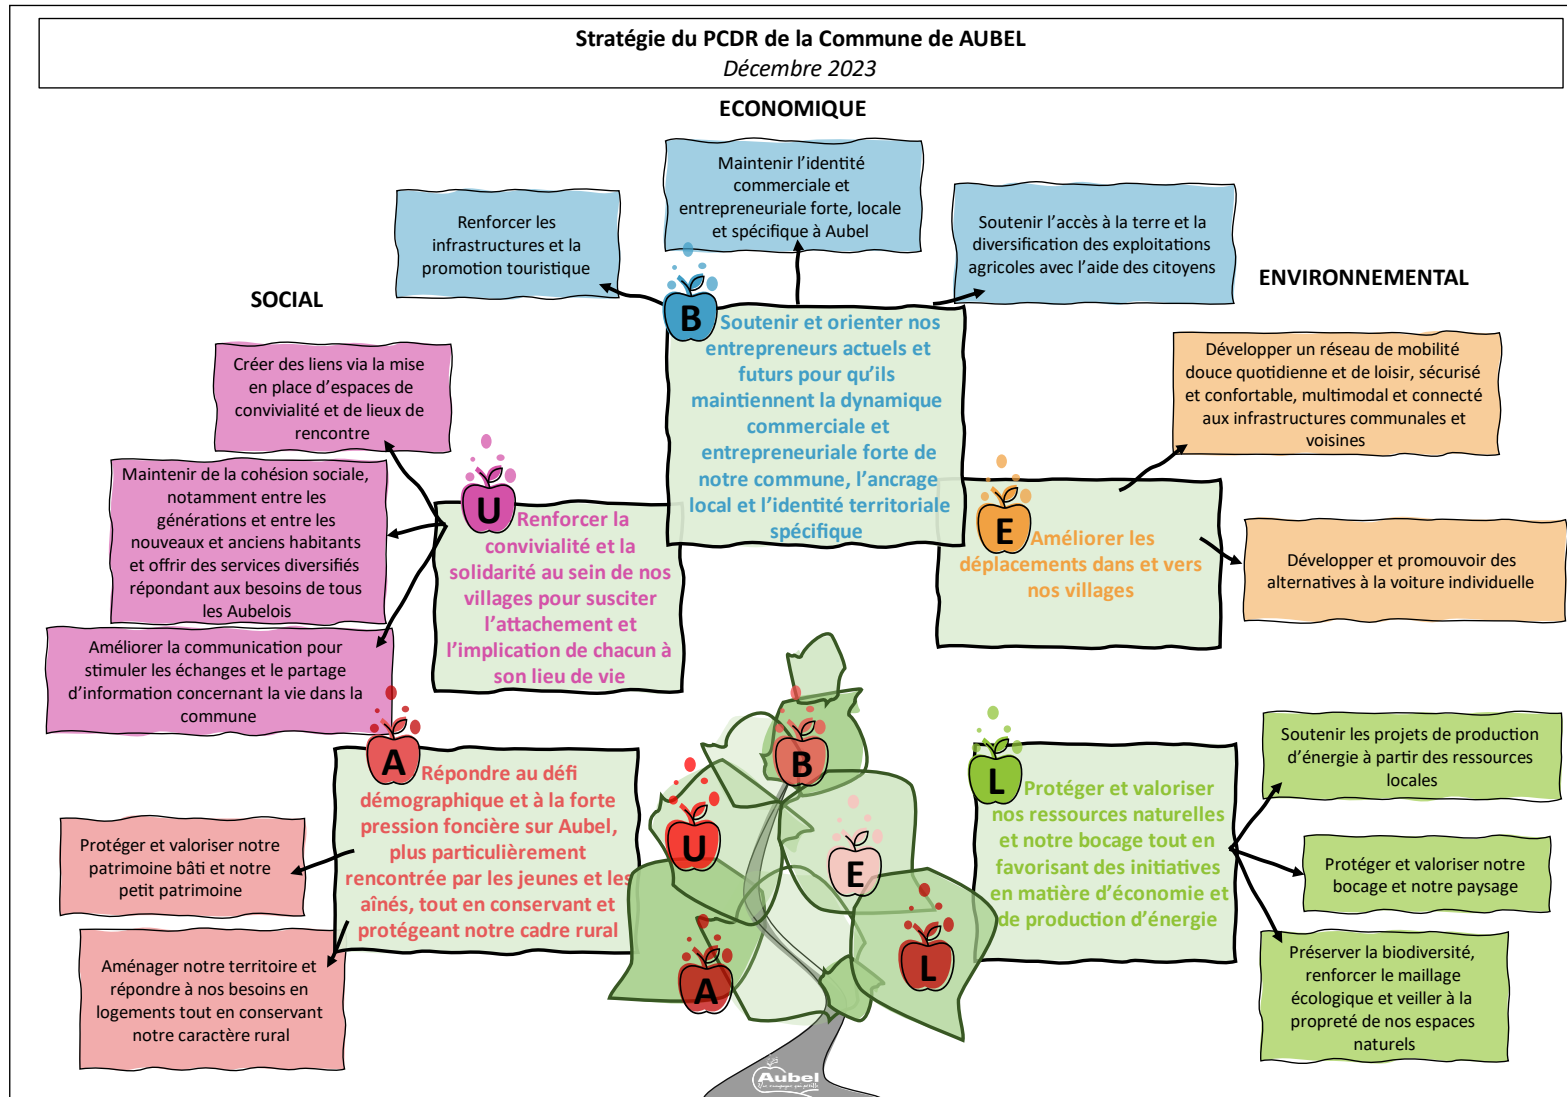 Stratégie du PCDR de la Commune de AUBEL
Décembre 2023
ECONOMIQUE
Maintenir l'identité
commerciale et
entrepreneuriale forte, locale
et spécifique à Aubel
Renforcer les
infrastructures et la
promotion touristique
Soutenir l'accès à la terre et la
diversification des exploitations
agricoles avec l'aide des citoyens
SOCIAL
ENVIRONNEMENTAL
B
Soutenir et orienter nos
entrepreneurs actuels et
futurs pour qu'ils
maintiennent la dynamique
commerciale et
entrepreneuriale forte de
notre commune, l'ancrage
local et l'identité territoriale
spécifique
Créer des liens via la mise
en place d'espaces de
convivialité et de lieux de
rencontre
Maintenir de la cohésion sociale,
notamment entre les
générations et entre les
nouveaux et anciens habitants
et offrir des services diversifiés
répondant aux besoins de tous
les Aubelois
Améliorer la communication pour
stimuler les échanges et le partage
d'information concernant la vie dans la
commune
U
Renforcer la
convivialité et la
solidarité au sein de nos
villages pour susciter
l'attachement et
l'implication de chacun à
son lieu de vie
Développer un réseau de mobilité
douce quotidienne et de loisir, sécurisé
et confortable, multimodal et connecté
aux infrastructures communales et
voisines
E
Améliorer les
déplacements dans et vers
nos villages
Développer et promouvoir des
alternatives à la voiture individuelle
A
Répondre au défi
démographique et à la forte
pression foncière sur Aubel,
plus particulièrement
rencontrée par les jeunes et les
aînés, tout en conservant et
protégeant notre cadre rural
Protéger et valoriser notre
patrimoine bâti et notre
petit patrimoine
Aménager notre territoire et
répondre à nos besoins en
logements tout en conservant
notre caractère rural
B
U
E
A
L
Aubel
L
Protéger et valoriser
nos ressources naturelles
et notre bocage tout en
favorisant des initiatives
en matière d'économie et
de production d'énergie
Soutenir les projets de production
d'énergie à partir des ressources
locales
Protéger et valoriser notre
bocage et notre paysage
Préserver la biodiversité,
renforcer le maillage
écologique et veiller à la
propreté de nos espaces
naturels